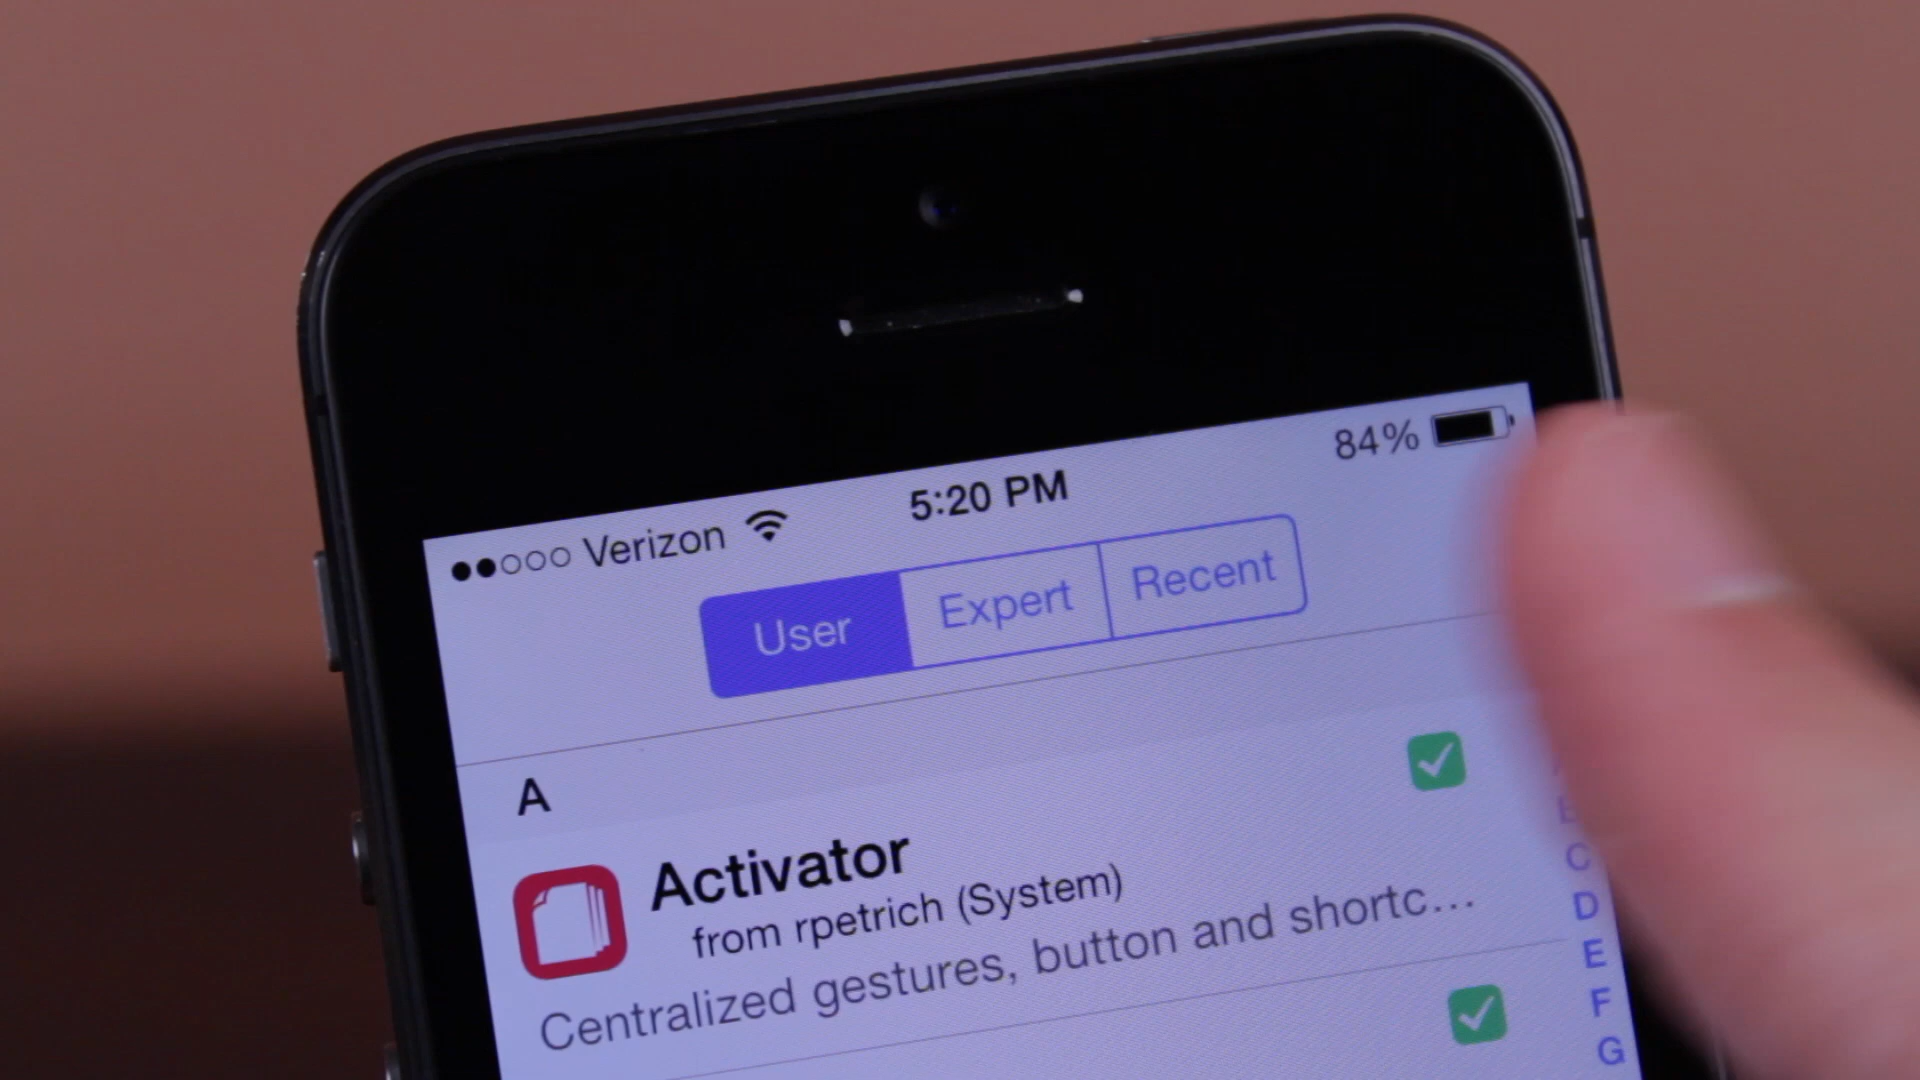 Verizon 5:20 PM 84%
User Expert Recent
A
Activator
from rpetrich (System)
Centralized gestures, button and shortc...
C
D
E
F
G